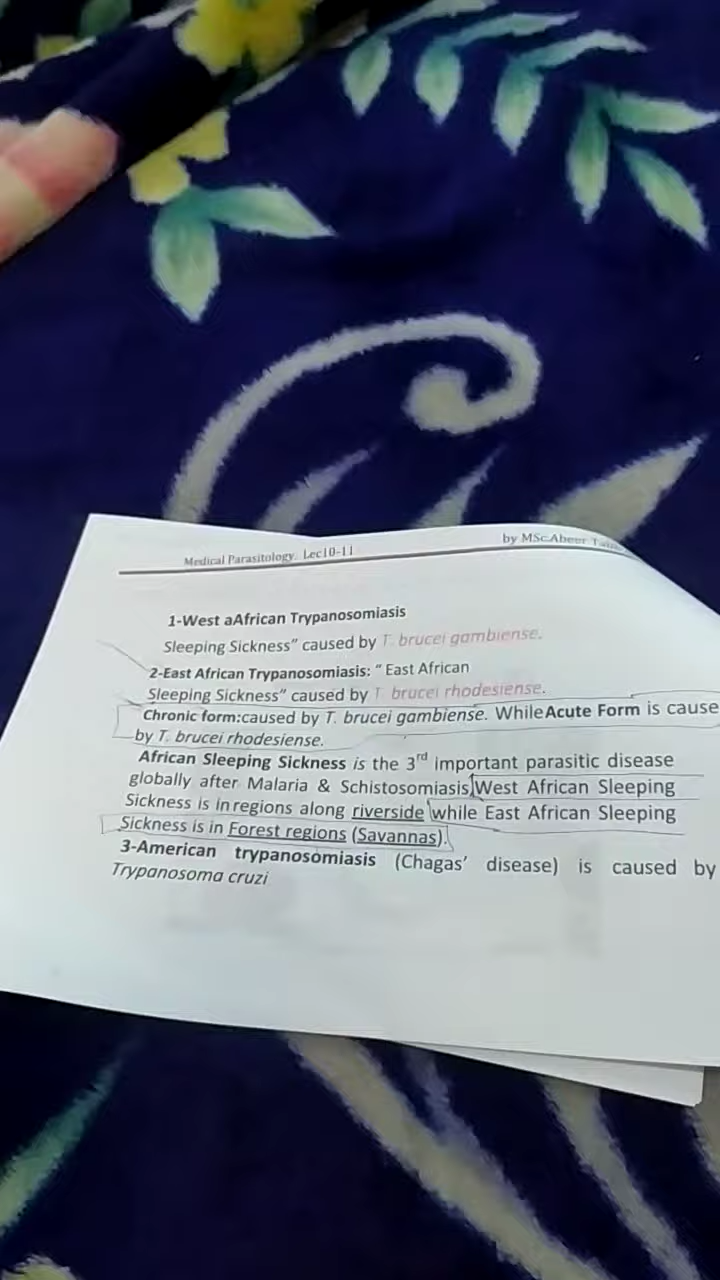 Medical Parasitology. Lec10-11
by MSc.Abeer
1-West aAfrican Trypanosomiasis
Sleeping Sickness” caused by T. brucei gambiense.
2-East African Trypanosomiasis: “ East African
Sleeping Sickness” caused by T. brucei rhodesiense.
Chronic form:caused by T. brucei gambiense. WhileAcute Form is cause
by T. brucei rhodesiense.
African Sleeping Sickness is the 3rd important parasitic disease
globally after Malaria & Schistosomiasis West African Sleeping
Sickness is in regions along riverside while East African Sleeping
Sickness is in Forest regions (Savannas).
3-American trypanosomiasis (Chagas’ disease) is caused by
Trypanosoma cruzi